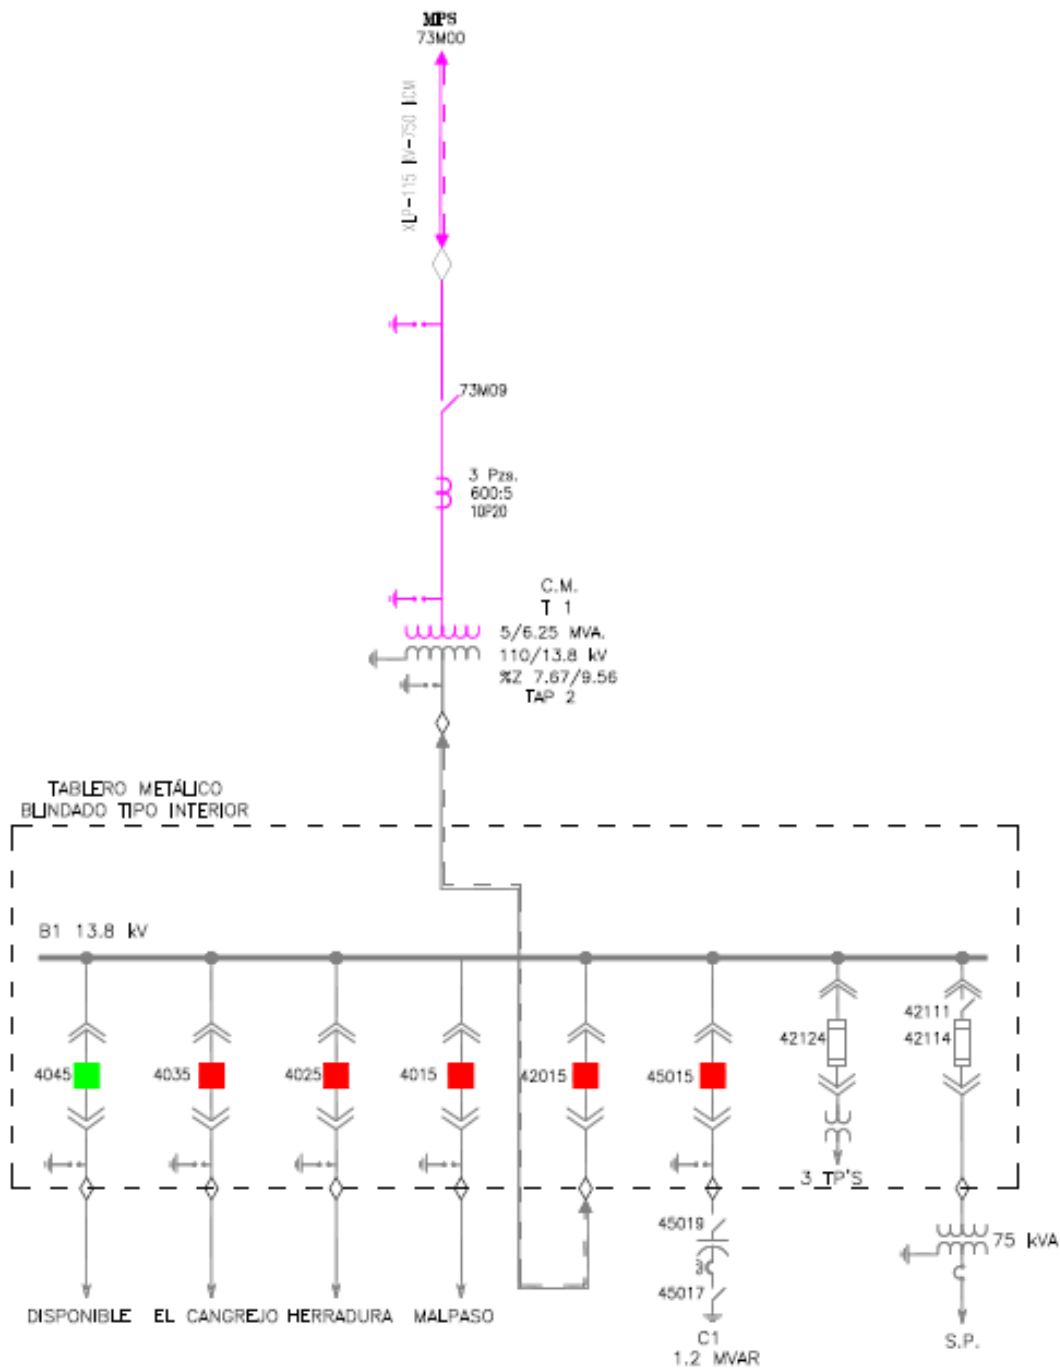 MPS
73M00
XLP-115 KV-750 KCM
73M09
3 Pzs.
600:5
10P20
C.M.
T 1
5/6.25 MVA.
110/13.8 kV
%Z 7.67/9.56
TAP 2
TABLERO METÁLICO
BLINDADO TIPO INTERIOR
B1 13.8 kV
42111
42124
42114
4045
4035
4025
4015
42015
45015
3 TP'S
45019
75 kVA
45017
DISPONIBLE
EL CANGREJO
HERRADURA
MALPASO
C1
1.2 MVAR
S.P.